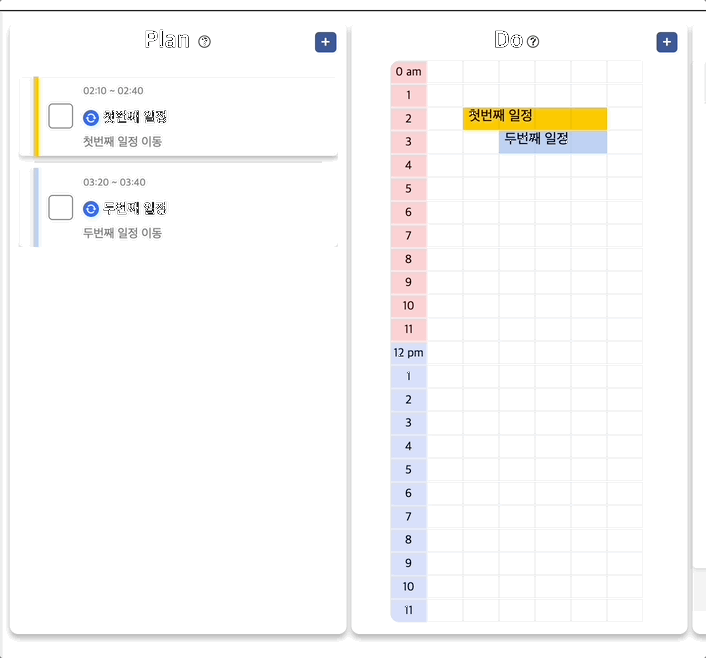 Plan ?
+
02:10 ~ 02:40
첫번째 일정
첫번째 일정 이동
03:20 ~ 03:40
두번째 일정
두번째 일정 이동
Do ?
+
0 am
1
2 첫번째 일정
3 두번째 일정
4
5
6
7
8
9
10
11
12 pm
1
2
3
4
5
6
7
8
9
10
11